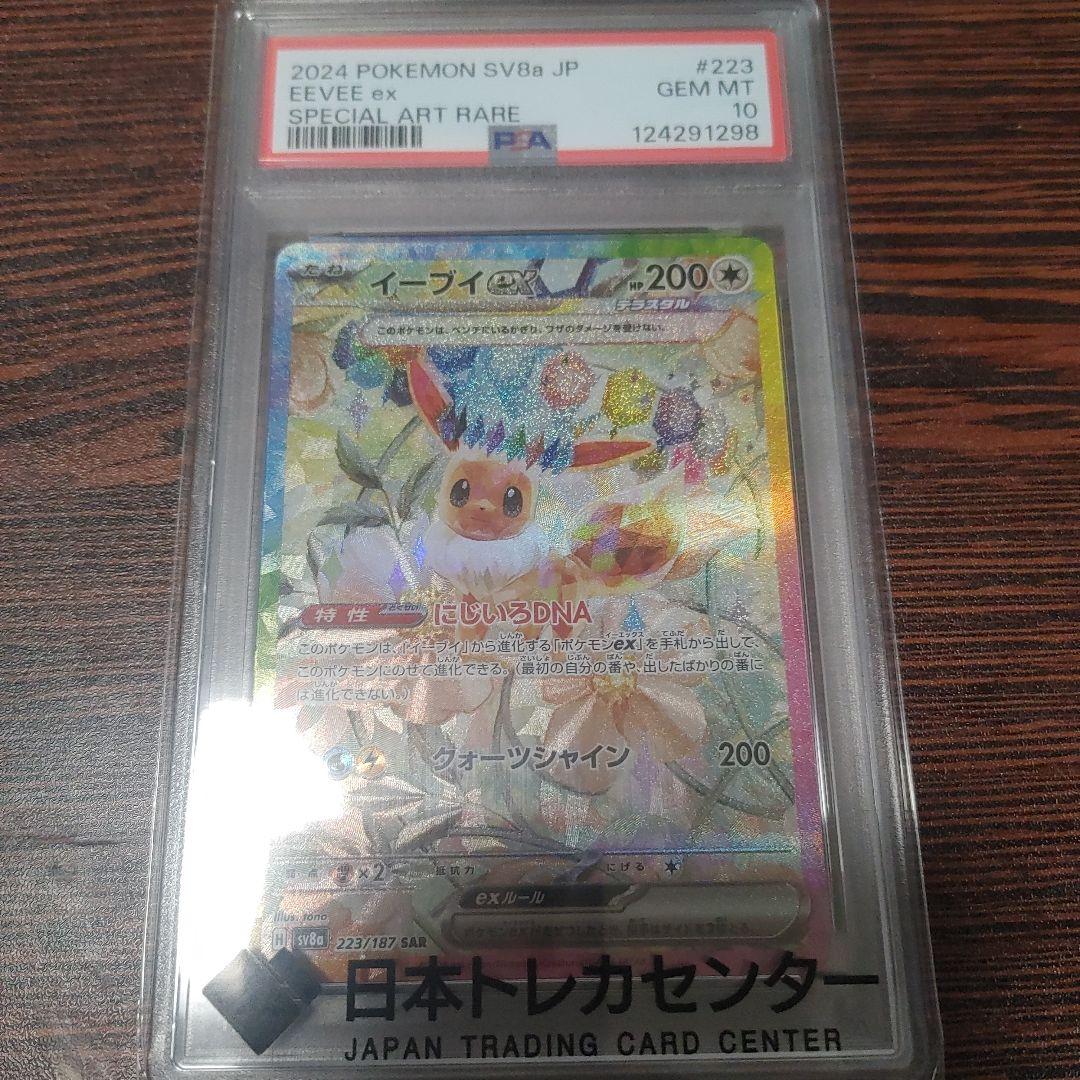 2024 POKEMON SV8a JP #223
EEVEE ex GEM MT
SPECIAL ART RARE 10
PSA 124291298
たね イーブイex HP 200
テラスタル
このポケモンは、ベンチにいるかぎり、ワザのダメージを受けない。
特性 にじいろDNA
このポケモンは、「イーブイ」から進化する「ポケモンex」を手札から出して、
このポケモンにのせて進化できる。(最初の自分の番や、出したばかりの番に
は進化できない。)
クォーツシャイン 200
×2 抵抗力 にげる
exルール
Illus. tono
H sv8a 223/187 SAR
日本トレカセンター
JAPAN TRADING CARD CENTER